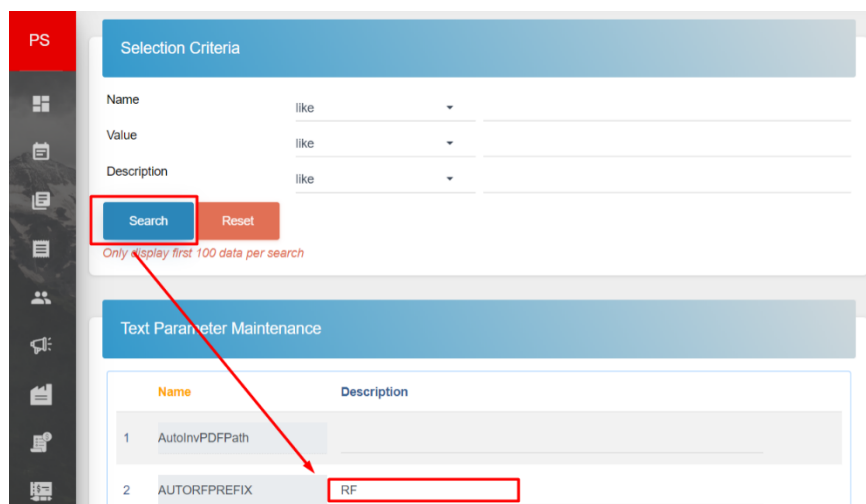 PS
Selection Criteria
Name like
Value like
Description like
Search Reset
Only display first 100 data per search
Text Parameter Maintenance
Name Description
1 AutoInvPDFPath
2 AUTORFPREFIX RF